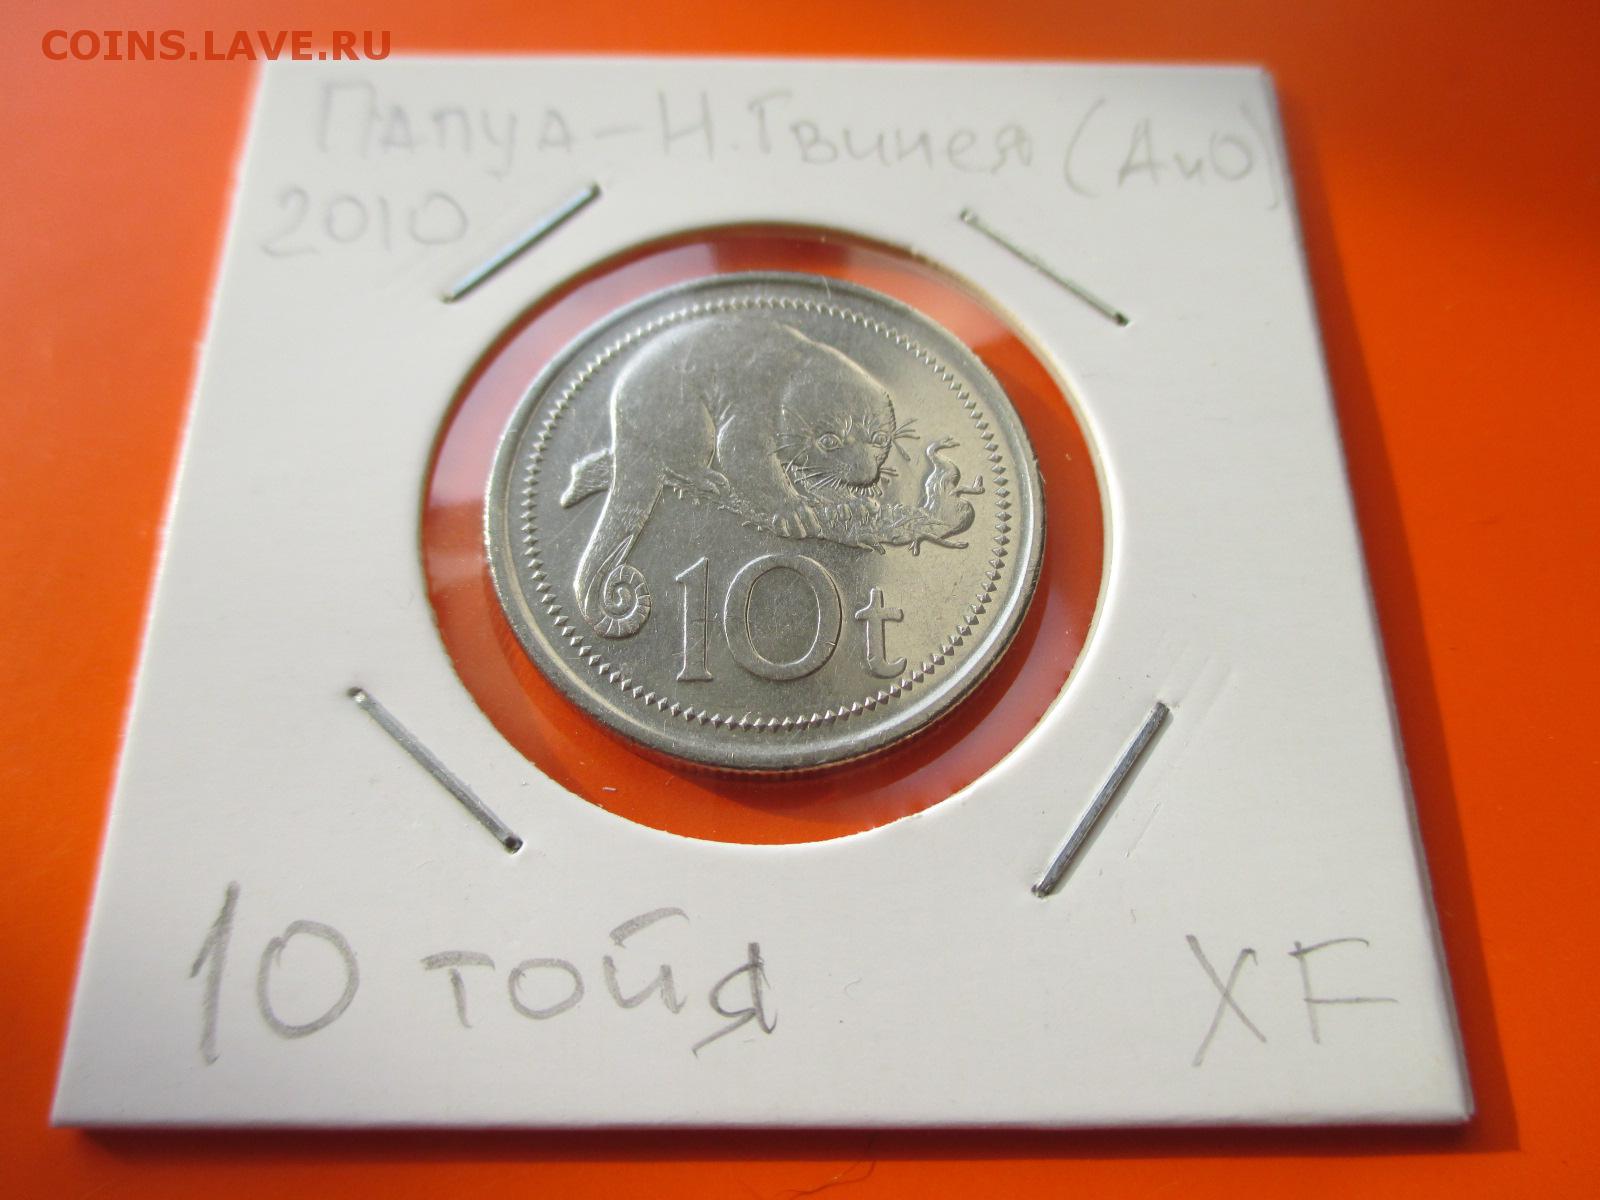 COINS.LAVE.RU
Папуа-Н.Гвинея (АиО)
2010
10t
10 тойя
XF